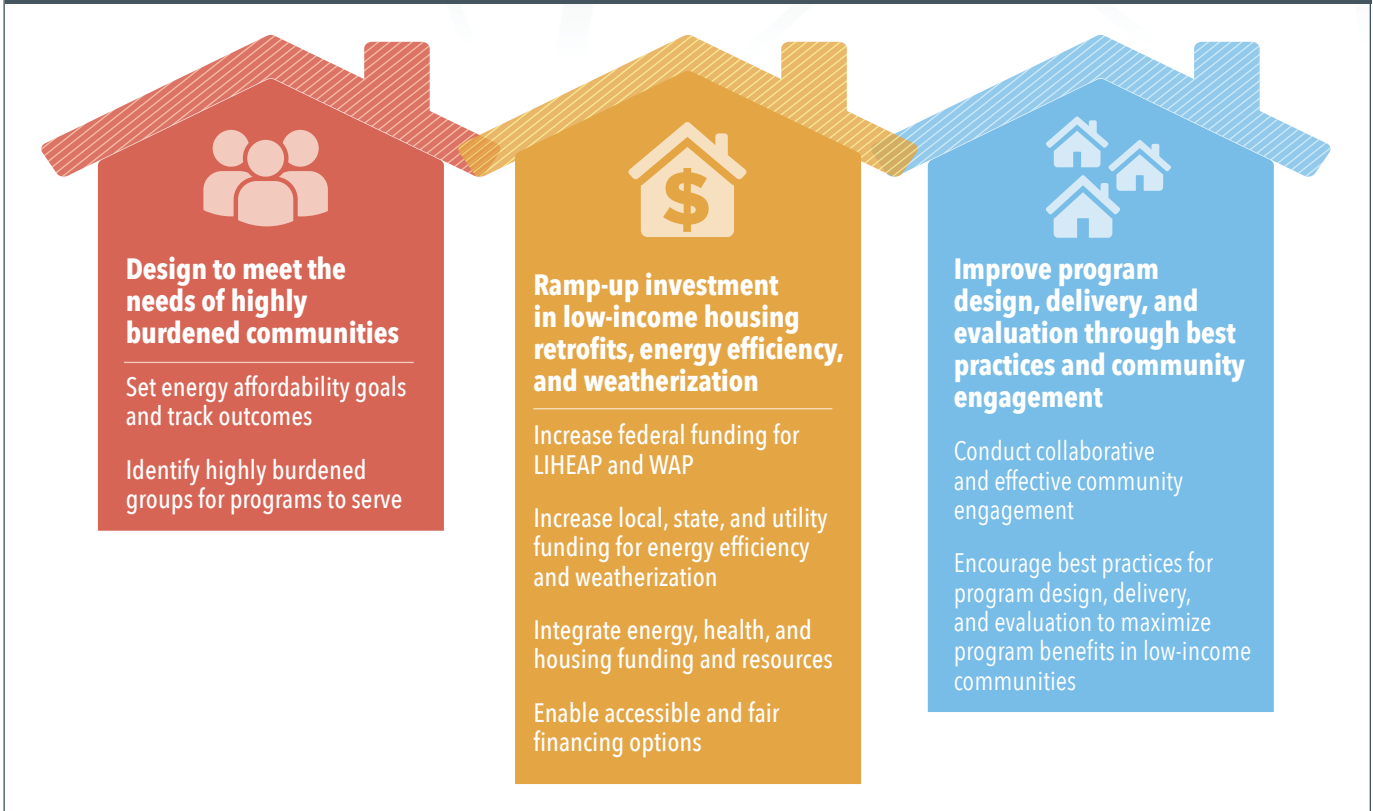 Design to meet the
needs of highly
burdened communities
Set energy affordability goals
and track outcomes
Identify highly burdened
groups for programs to serve
$
Ramp-up investment
in low-income housing
retrofits, energy efficiency,
and weatherization
Increase federal funding for
LIHEAP and WAP
Increase local, state, and utility
funding for energy efficiency
and weatherization
Integrate energy, health, and
housing funding and resources
Enable accessible and fair
financing options
Improve program
design, delivery, and
evaluation through best
practices and community
engagement
Conduct collaborative
and effective community
engagement
Encourage best practices for
program design, delivery,
and evaluation to maximize
program benefits in low-income
communities